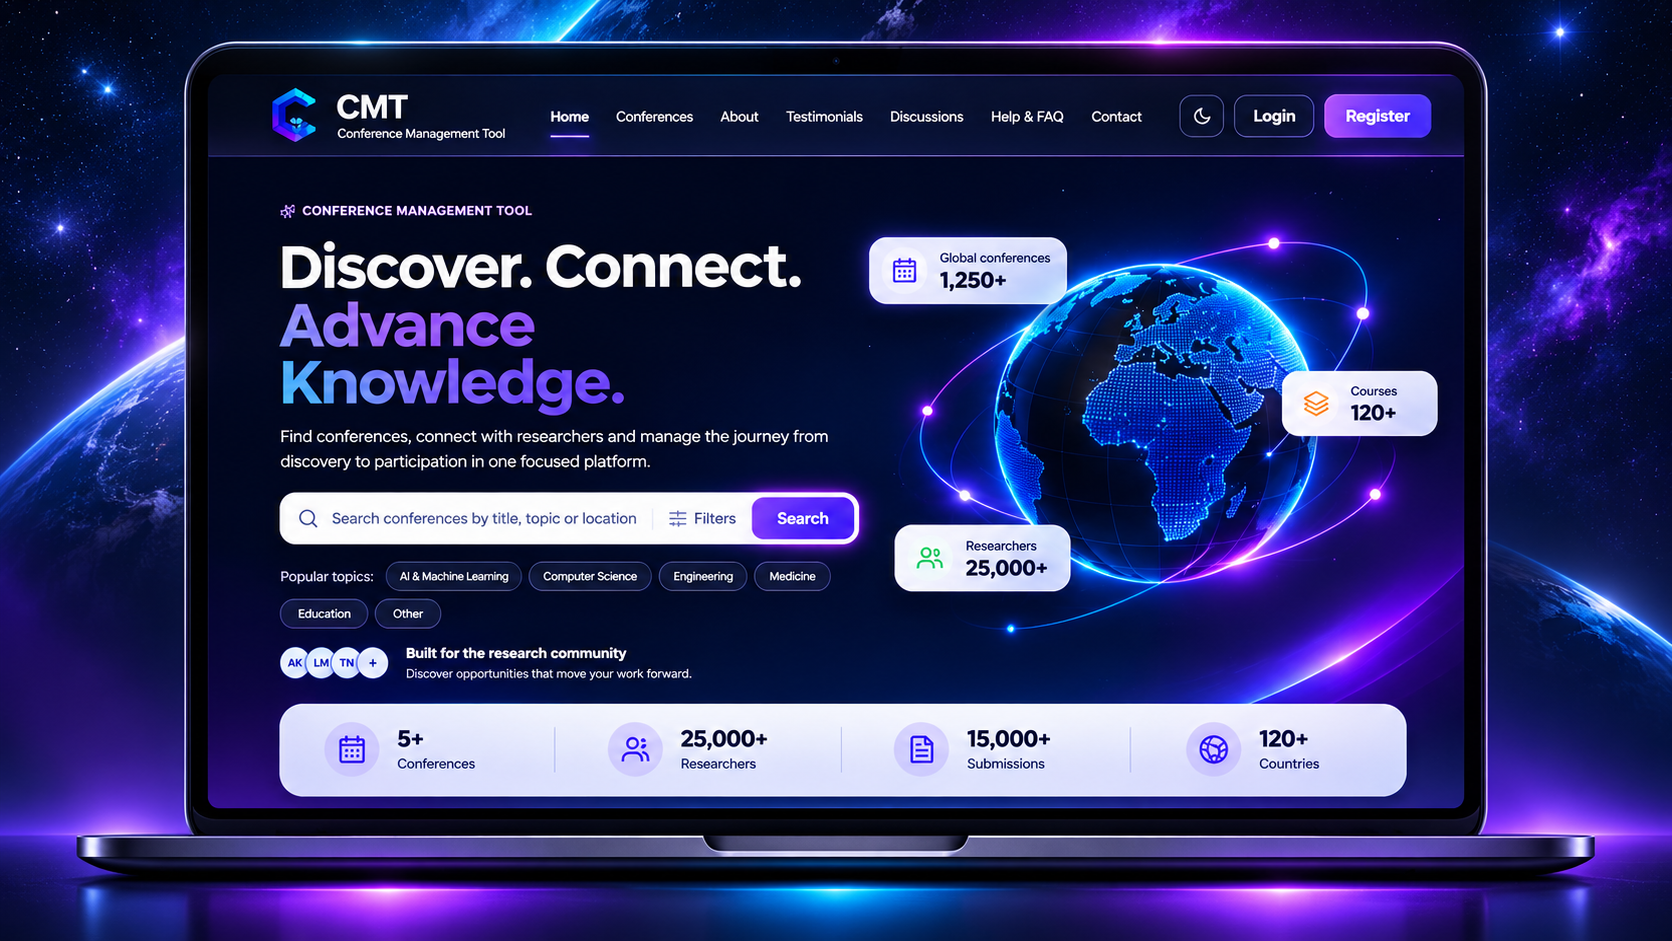 CMT
Conference Management Tool
Home Conferences About Testimonials Discussions Help & FAQ Contact
Login
Register
CONFERENCE MANAGEMENT TOOL
Discover. Connect.
Advance
Knowledge.
Find conferences, connect with researchers and manage the journey from
discovery to participation in one focused platform.
Search conferences by title, topic or location
Filters
Search
Popular topics: AI & Machine Learning Computer Science Engineering Medicine
Education Other
AK LM TN +
Built for the research community
Discover opportunities that move your work forward.
Global conferences
1,250+
Courses
120+
Researchers
25,000+
5+
Conferences
25,000+
Researchers
15,000+
Submissions
120+
Countries